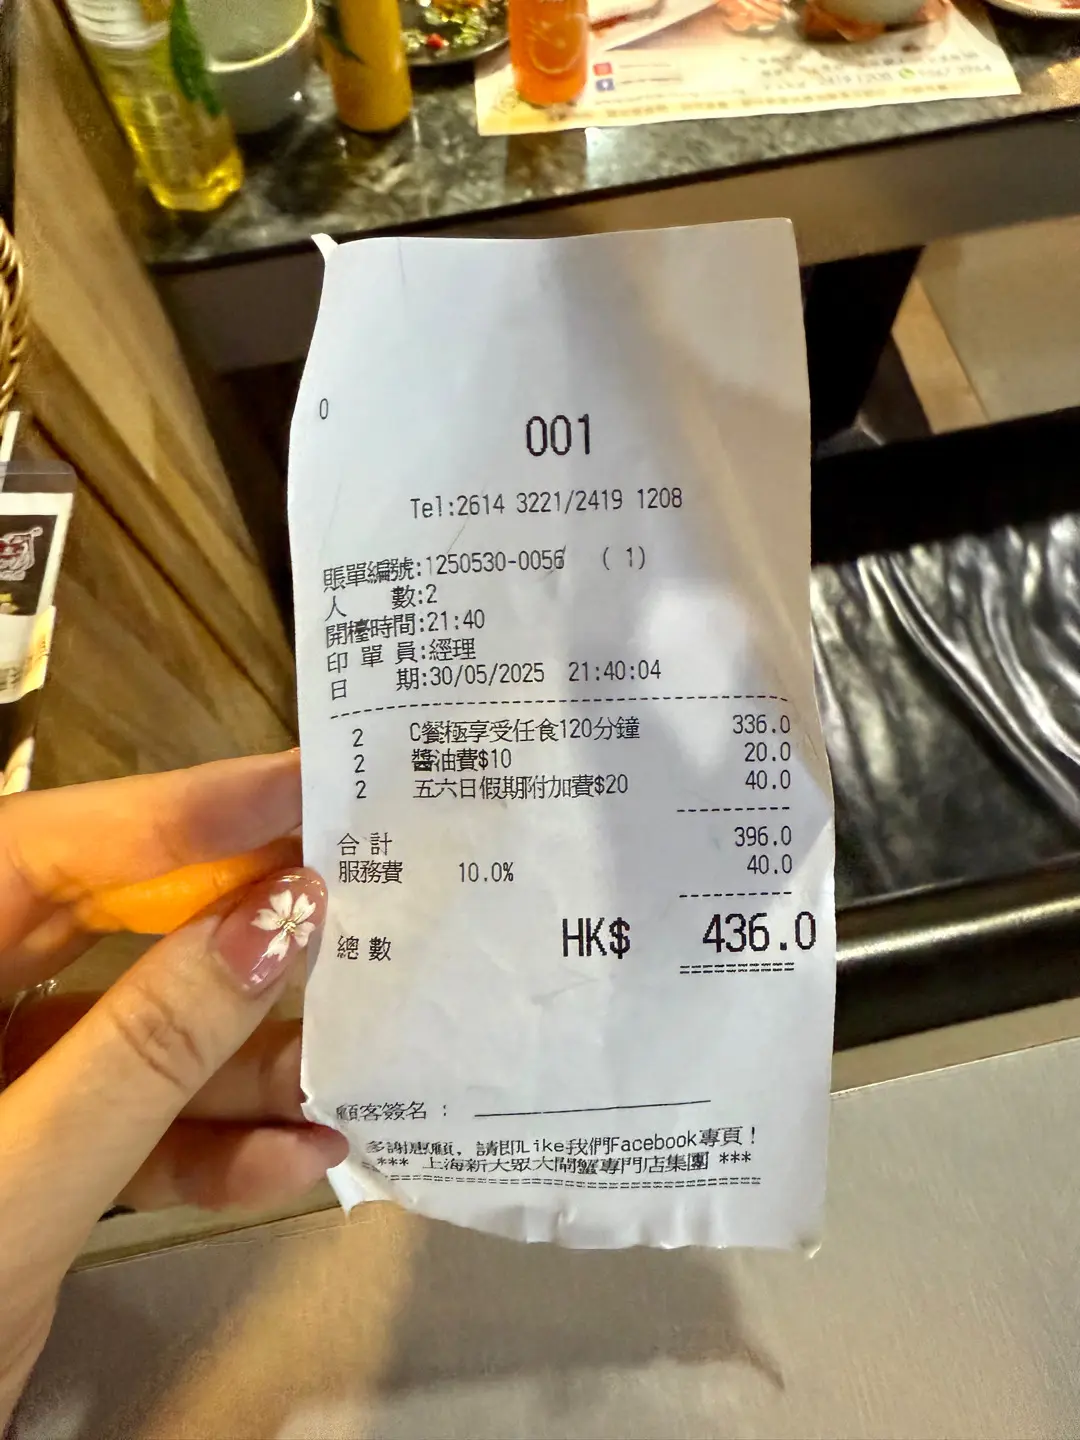 0
001
Tel:2614 3221/2419 1208
賬單編號:1250530-0056 ( 1)
人 數:2
開檯時間:21:40
印 單 員:經理
日 期:30/05/2025 21:40:04
2 C餐極享受任食120分鐘 336.0
2 醬油費$10 20.0
2 五六日假期附加費$20 40.0
合 計 396.0
服務費 10.0% 40.0
總 數 HK$ 436.0
顧客簽名 :
多謝惠顧, 請即Like我們Facebook專頁!
*** 上海新大眾大閘蟹專門店集團 ***